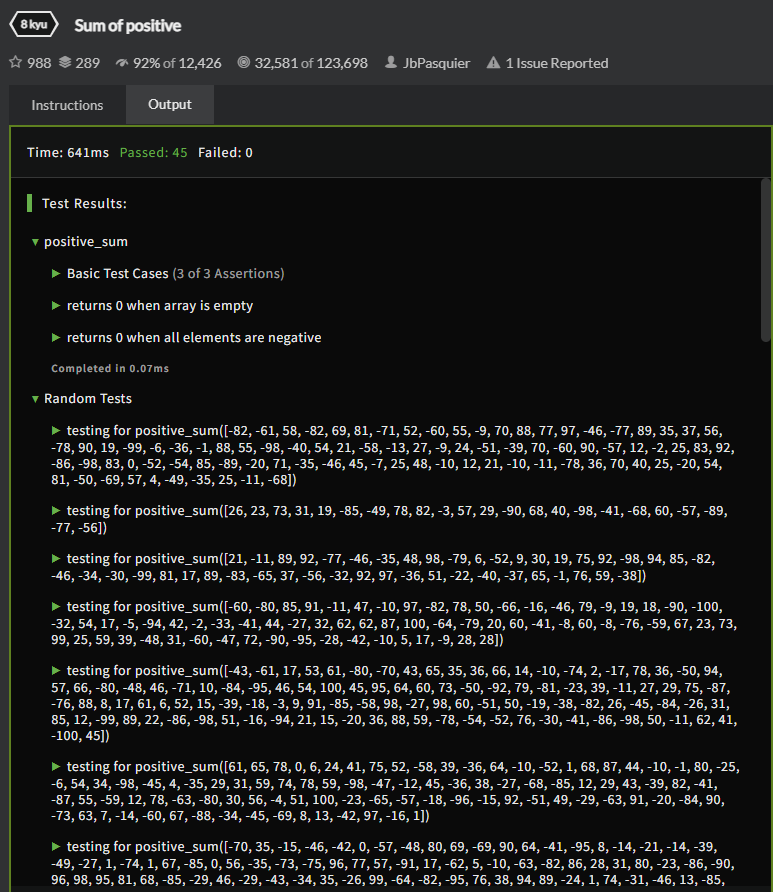 8 kyu Sum of positive
988 289 92% of 12,426 32,581 of 123,698 JbPasquier 1 Issue Reported
Instructions Output
Time: 641ms Passed: 45 Failed: 0
Test Results:
positive_sum
Basic Test Cases (3 of 3 Assertions)
returns 0 when array is empty
returns 0 when all elements are negative
Completed in 0.07ms
Random Tests
testing for positive_sum([-82, -61, 58, -82, 69, 81, -71, 52, -60, 55, -9, 70, 88, 77, 97, -46, -77, 89, 35, 37, 56,
-78, 90, 19, -99, -6, -36, -1, 88, 55, -98, -40, 54, 21, -58, -13, 27, -9, 24, -51, -39, 70, -60, 90, -57, 12, -2, 25, 83, 92,
-86, -98, 83, 0, -52, -54, 85, -89, -20, 71, -35, -46, 45, -7, 25, 48, -10, 12, 21, -10, -11, -78, 36, 70, 40, 25, -20, 54,
81, -50, -69, 57, 4, -49, -35, 25, -11, -68])
testing for positive_sum([26, 23, 73, 31, 19, -85, -49, 78, 82, -3, 57, 29, -90, 68, 40, -98, -41, -68, 60, -57, -89,
-77, -56])
testing for positive_sum([21, -11, 89, 92, -77, -46, -35, 48, 98, -79, 6, -52, 9, 30, 19, 75, 92, -98, 94, 85, -82,
-46, -34, -30, -99, 81, 17, 89, -83, -65, 37, -56, -32, 92, 97, -36, 51, -22, -40, -37, 65, -1, 76, 59, -38])
testing for positive_sum([-60, -80, 85, 91, -11, 47, -10, 97, -82, 78, 50, -66, -16, -46, 79, -9, 19, 18, -90, -100,
-32, 54, 17, -5, -94, 42, -2, -33, -41, 44, -27, 32, 62, 62, 87, 100, -64, -79, 20, 60, -41, -8, 60, -8, -76, -59, 67, 23, 73,
99, 25, 59, 39, -48, 31, -60, -47, 72, -90, -95, -28, -42, -10, 5, 17, -9, 28, 28])
testing for positive_sum([-43, -61, 17, 53, 61, -80, -70, 43, 65, 35, 36, 66, 14, -10, -74, 2, -17, 78, 36, -50, 94,
57, 66, -80, -48, 46, -71, 10, -84, -95, 46, 54, 100, 45, 95, 64, 60, 73, -50, -92, 79, -81, -23, 39, -11, 27, 29, 75, -87,
-76, 88, 8, 17, 61, 6, 52, 15, -39, -18, -3, 9, 91, -85, -58, 98, -27, 98, 60, -51, 50, -19, -38, -82, 26, -45, -84, -26, 31,
85, 12, -99, 89, 22, -86, -98, 51, -16, -94, 21, 15, -20, 36, 88, 59, -78, -54, -52, 76, -30, -41, -86, -98, 50, -11, 62, 41,
-100, 45])
testing for positive_sum([61, 65, 78, 0, 6, 24, 41, 75, 52, -58, 39, -36, 64, -10, -52, 1, 68, 87, 44, -10, -1, 80, -25,
-6, 54, 34, -98, -45, 4, -35, 29, 31, 59, 74, 78, 59, -98, -47, -12, 45, -36, 38, -27, -68, -85, 12, 29, 43, -39, 82, -41,
-87, 55, -59, 12, 78, -63, -80, 30, 56, -4, 51, 100, -23, -65, -57, -18, -96, -15, 92, -51, 49, -29, -63, 91, -20, -84, 90,
-73, 63, 7, -14, -60, 67, -88, -34, -45, -69, 8, 13, -42, 97, -16, 1])
testing for positive_sum([-70, 35, -15, -46, -42, 0, -57, -48, 80, 69, -69, 90, 64, -41, -95, 8, -14, -21, -14, -39,
-49, -27, 1, -74, 1, 67, -85, 0, 56, -35, -73, -75, 96, 77, 57, -91, 17, -62, 5, -10, -63, -82, 86, 28, 31, 80, -23, -86, -90,
96, 98, 95, 81, 68, -85, -29, 46, -29, -43, -34, 35, -26, 99, -64, -82, -95, 76, 38, 94, 89, -24, 1, 74, -31, -46, 13, -85,